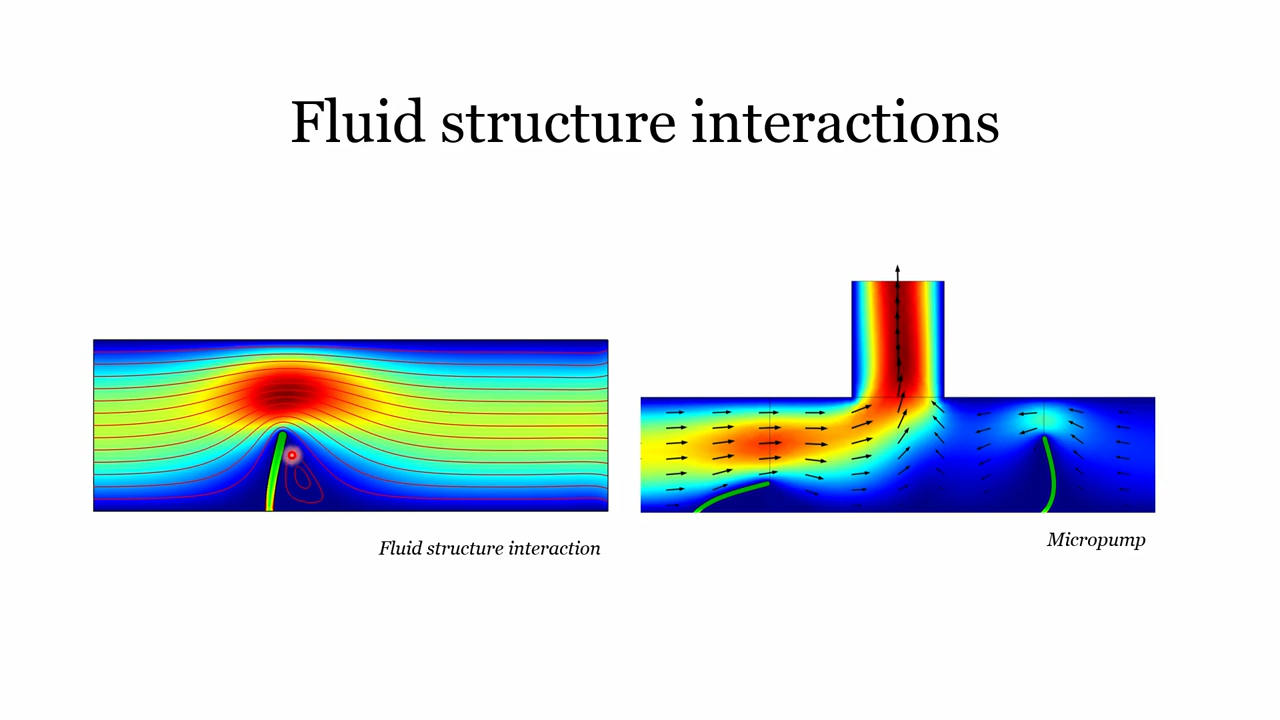 Fluid structure interactions
Fluid structure interaction
Micropump